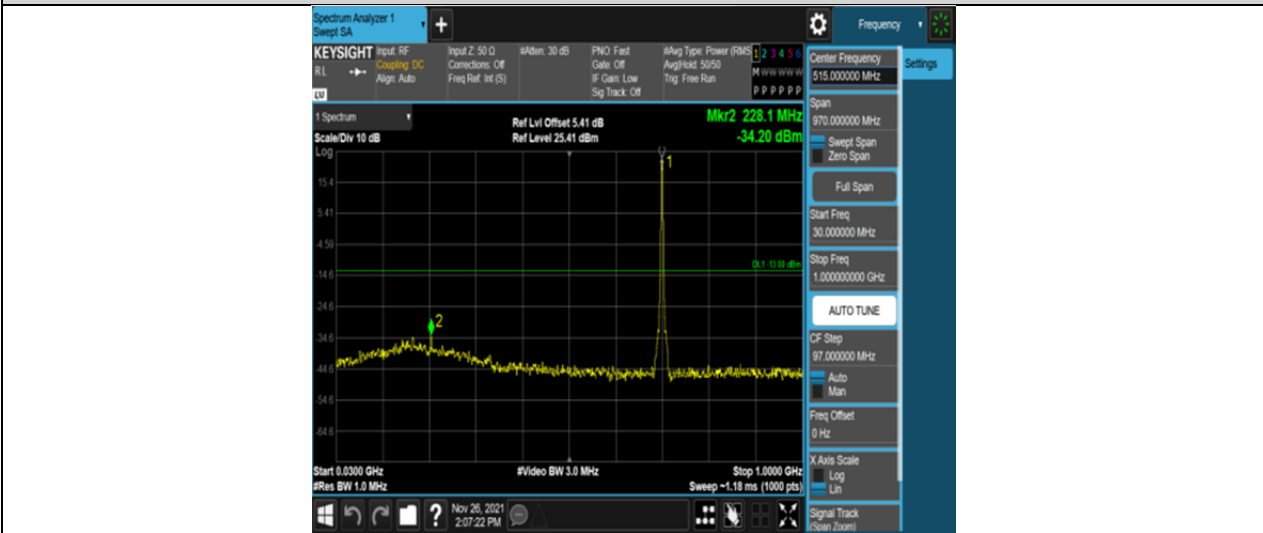 Spectrum Analyzer 1
Swept SA
+
Frequency
KEYSIGHT
RL
LXI
Input: RF
Coupling: DC
Align: Auto
Input Z: 50 Ω
Corrections: Off
Freq Ref: Int (S)
#Atten: 30 dB
PNO: Fast
Gate: Off
IF Gain: Low
Sig Track: Off
#Avg Type: Power (RMS
Avg|Hold: 50/50
Trig: Free Run
1 2 3 4 5 6
M W W W W W
P P P P P P
1 Spectrum
Scale/Div 10 dB
Log
Ref Lvl Offset 5.41 dB
Ref Level 25.41 dBm
Mkr2 228.1 MHz
-34.20 dBm
15.4
5.41
-4.59
-14.6
-24.6
-34.6
-44.6
-54.6
-64.6
1
2
DL1 -13.00 dBm
Start 0.0300 GHz
#Res BW 1.0 MHz
#Video BW 3.0 MHz
Stop 1.0000 GHz
Sweep ~1.18 ms (1000 pts)
Nov 26, 2021
2:07:22 PM
?
Center Frequency
515.000000 MHz
Settings
Span
970.000000 MHz
Swept Span
Zero Span
Full Span
Start Freq
30.000000 MHz
Stop Freq
1.000000000 GHz
AUTO TUNE
CF Step
97.000000 MHz
Auto
Man
Freq Offset
0 Hz
X Axis Scale
Log
Lin
Signal Track
(Span Zoom)